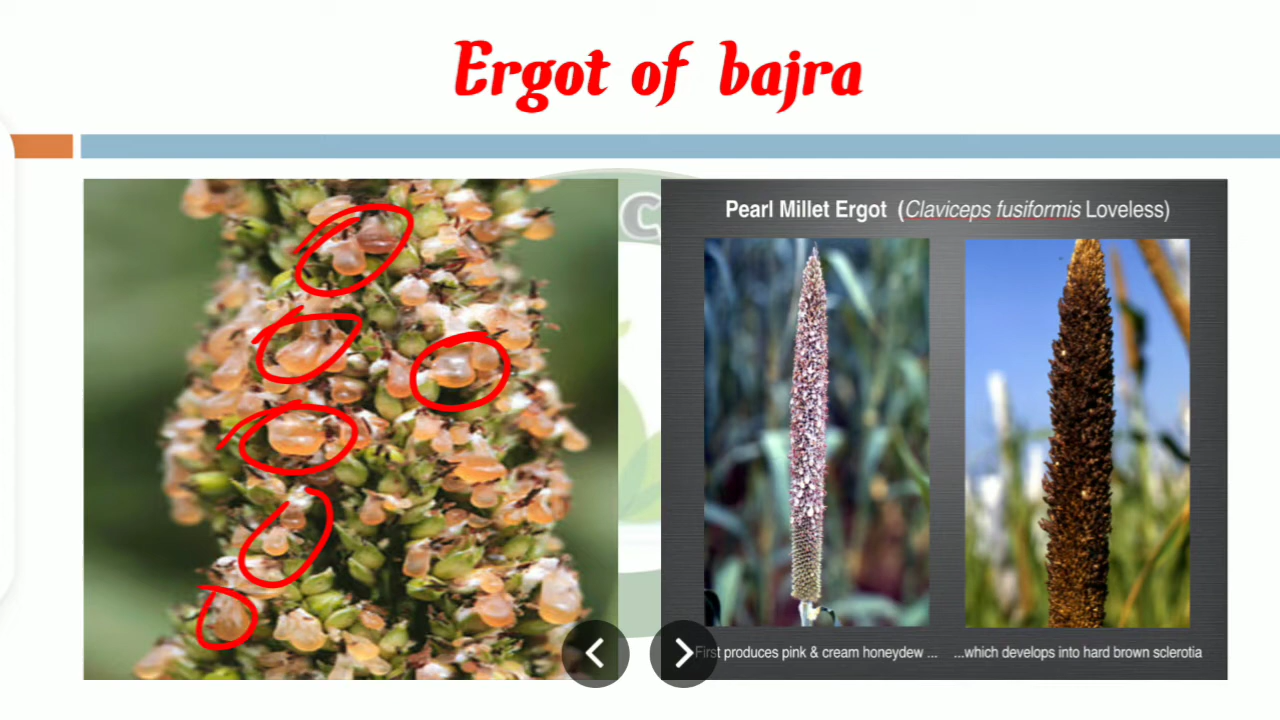 Ergot of bajra
Pearl Millet Ergot (Claviceps fusiformis Loveless)
First produces pink & cream honeydew ...
...which develops into hard brown sclerotia